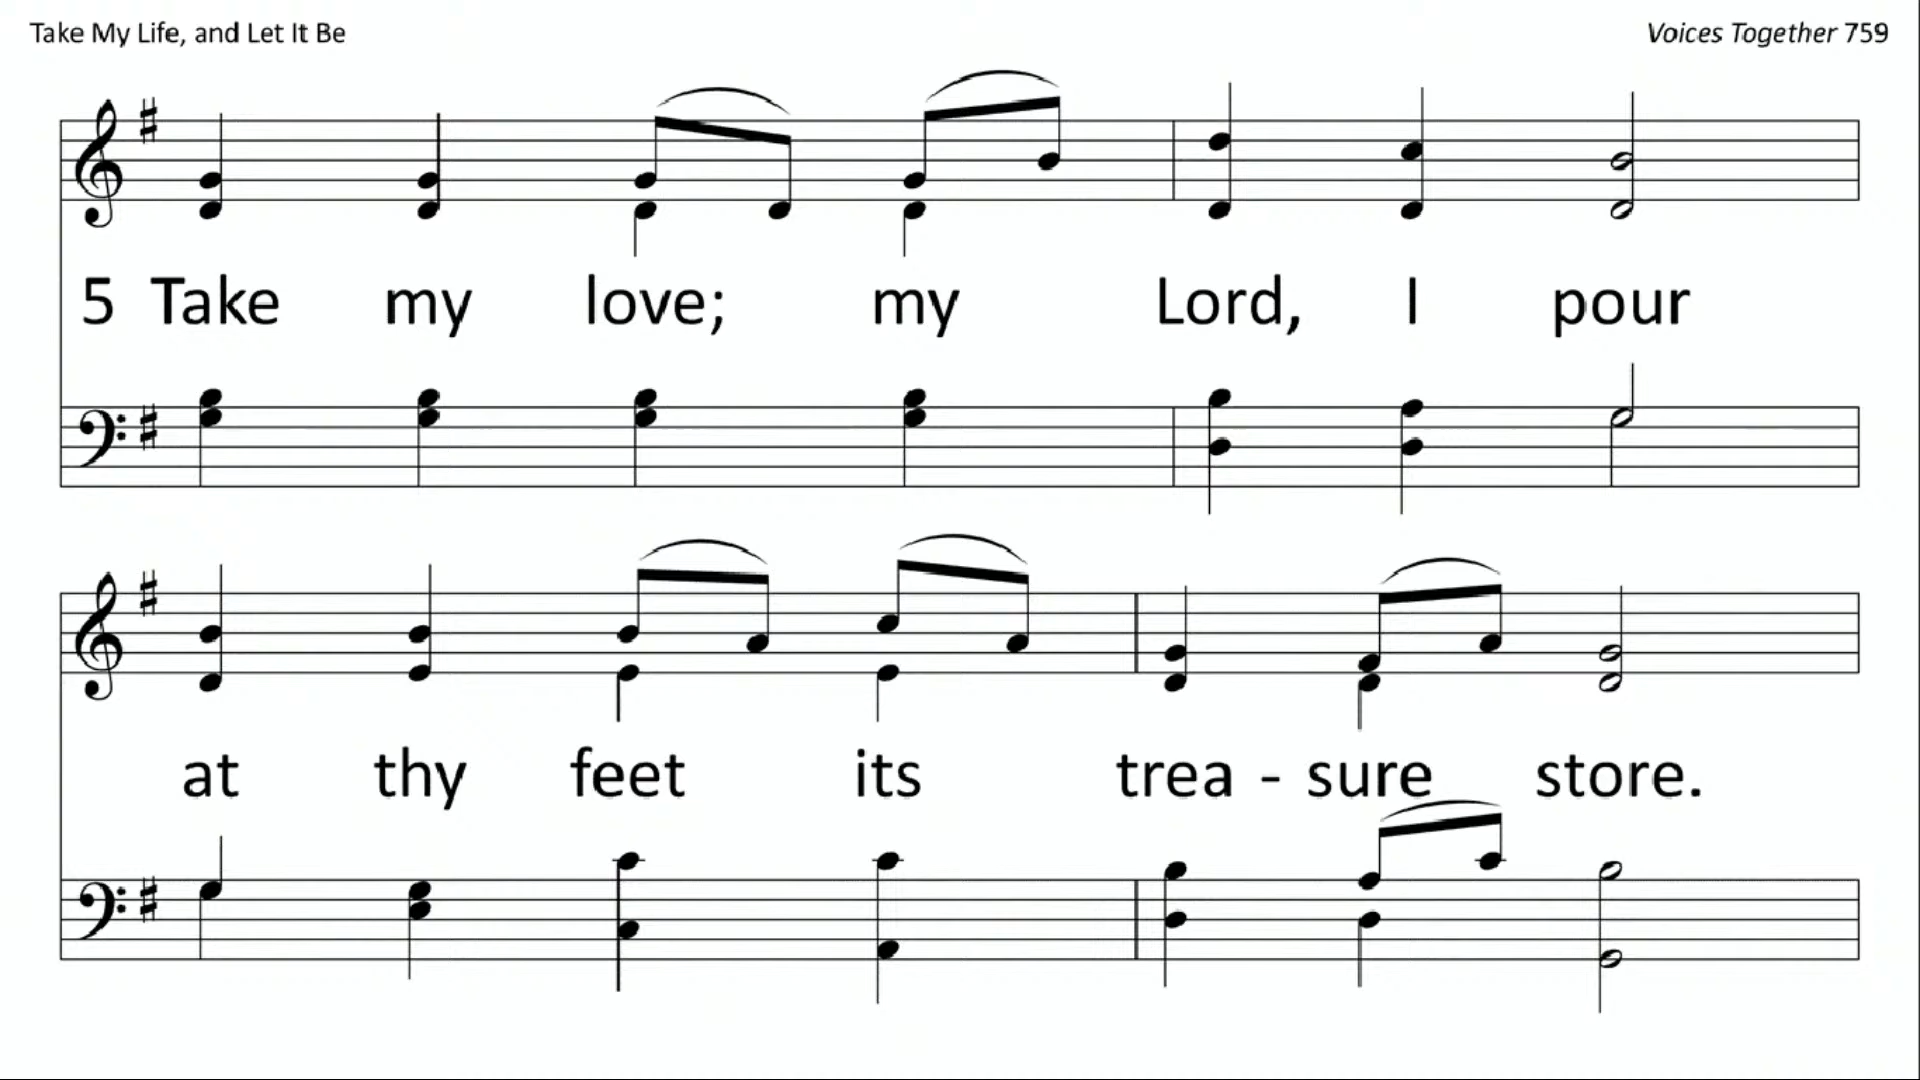 Take My Life, and Let It Be
Voices Together 759
5 Take my love; my Lord, I pour
at thy feet its trea - sure store.